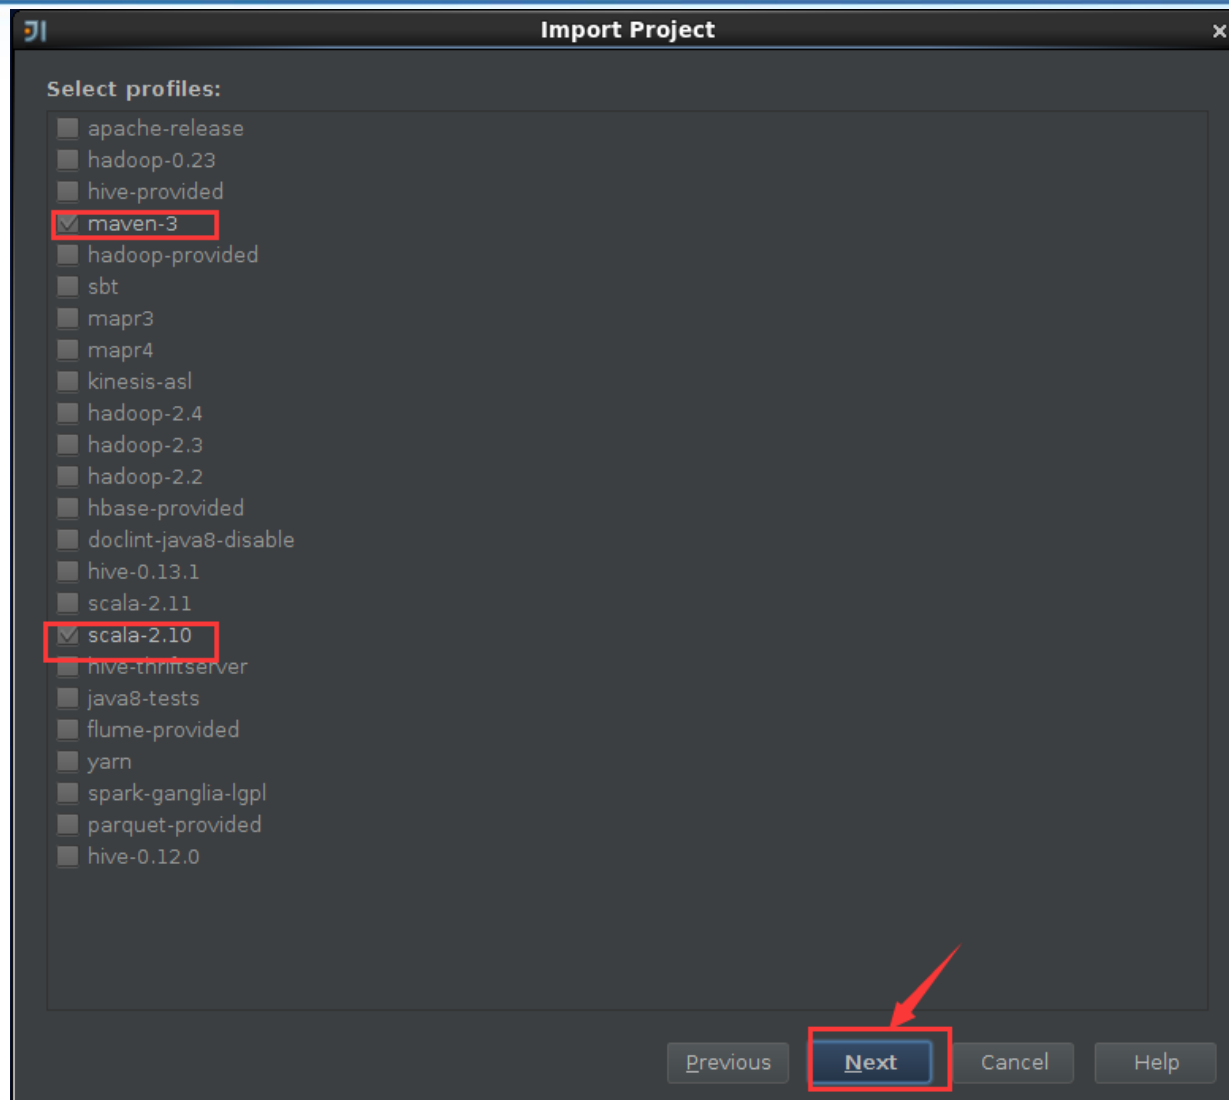 Import Project
Select profiles:
apache-release
hadoop-0.23
hive-provided
maven-3
hadoop-provided
sbt
mapr3
mapr4
kinesis-asl
hadoop-2.4
hadoop-2.3
hadoop-2.2
hbase-provided
doclint-java8-disable
hive-0.13.1
scala-2.11
scala-2.10
hive-thriftserver
java8-tests
flume-provided
yarn
spark-ganglia-lgpl
parquet-provided
hive-0.12.0
Previous Next Cancel Help